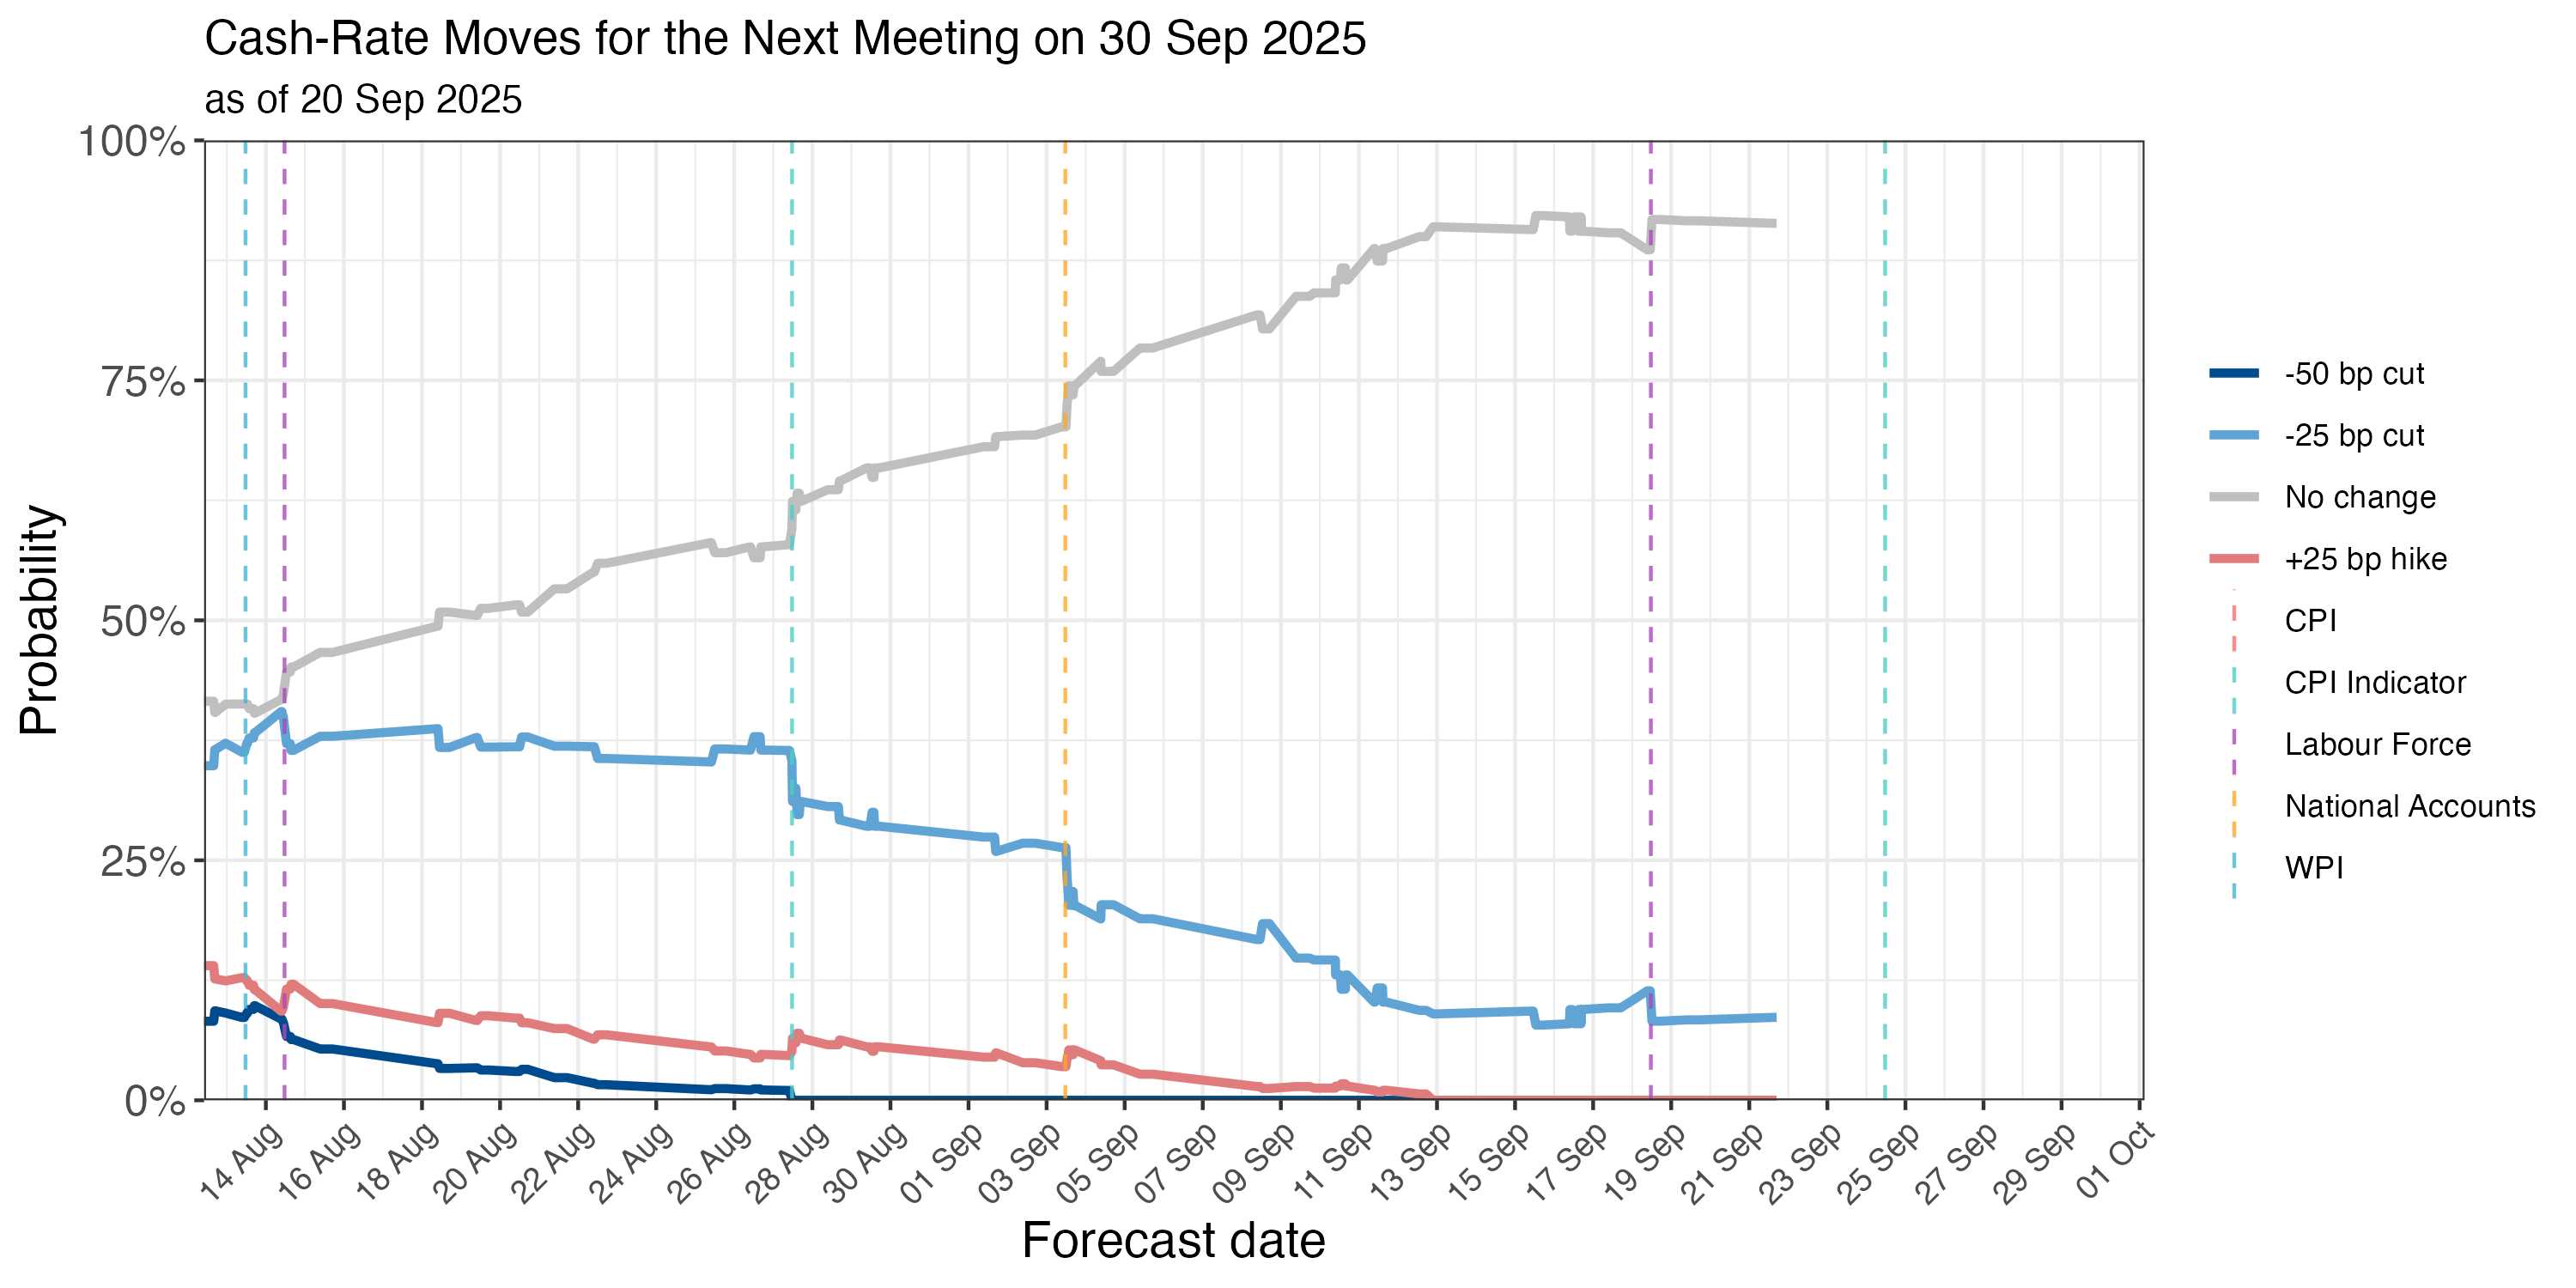 Cash-Rate Moves for the Next Meeting on 30 Sep 2025
as of 20 Sep 2025
100%
75%
50%
25%
0%
Probability
14 Aug
16 Aug
18 Aug
20 Aug
22 Aug
24 Aug
26 Aug
28 Aug
30 Aug
01 Sep
03 Sep
05 Sep
07 Sep
09 Sep
11 Sep
13 Sep
15 Sep
17 Sep
19 Sep
21 Sep
23 Sep
25 Sep
27 Sep
29 Sep
01 Oct
Forecast date
-50 bp cut
-25 bp cut
No change
+25 bp hike
CPI
CPI Indicator
Labour Force
National Accounts
WPI